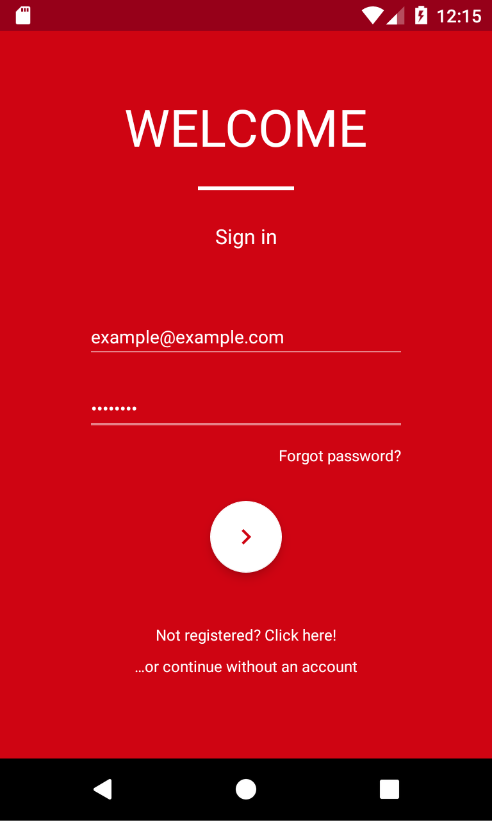 12:15
WELCOME
Sign in
example@example.com
••••••••
Forgot password?
Not registered? Click here!
...or continue without an account